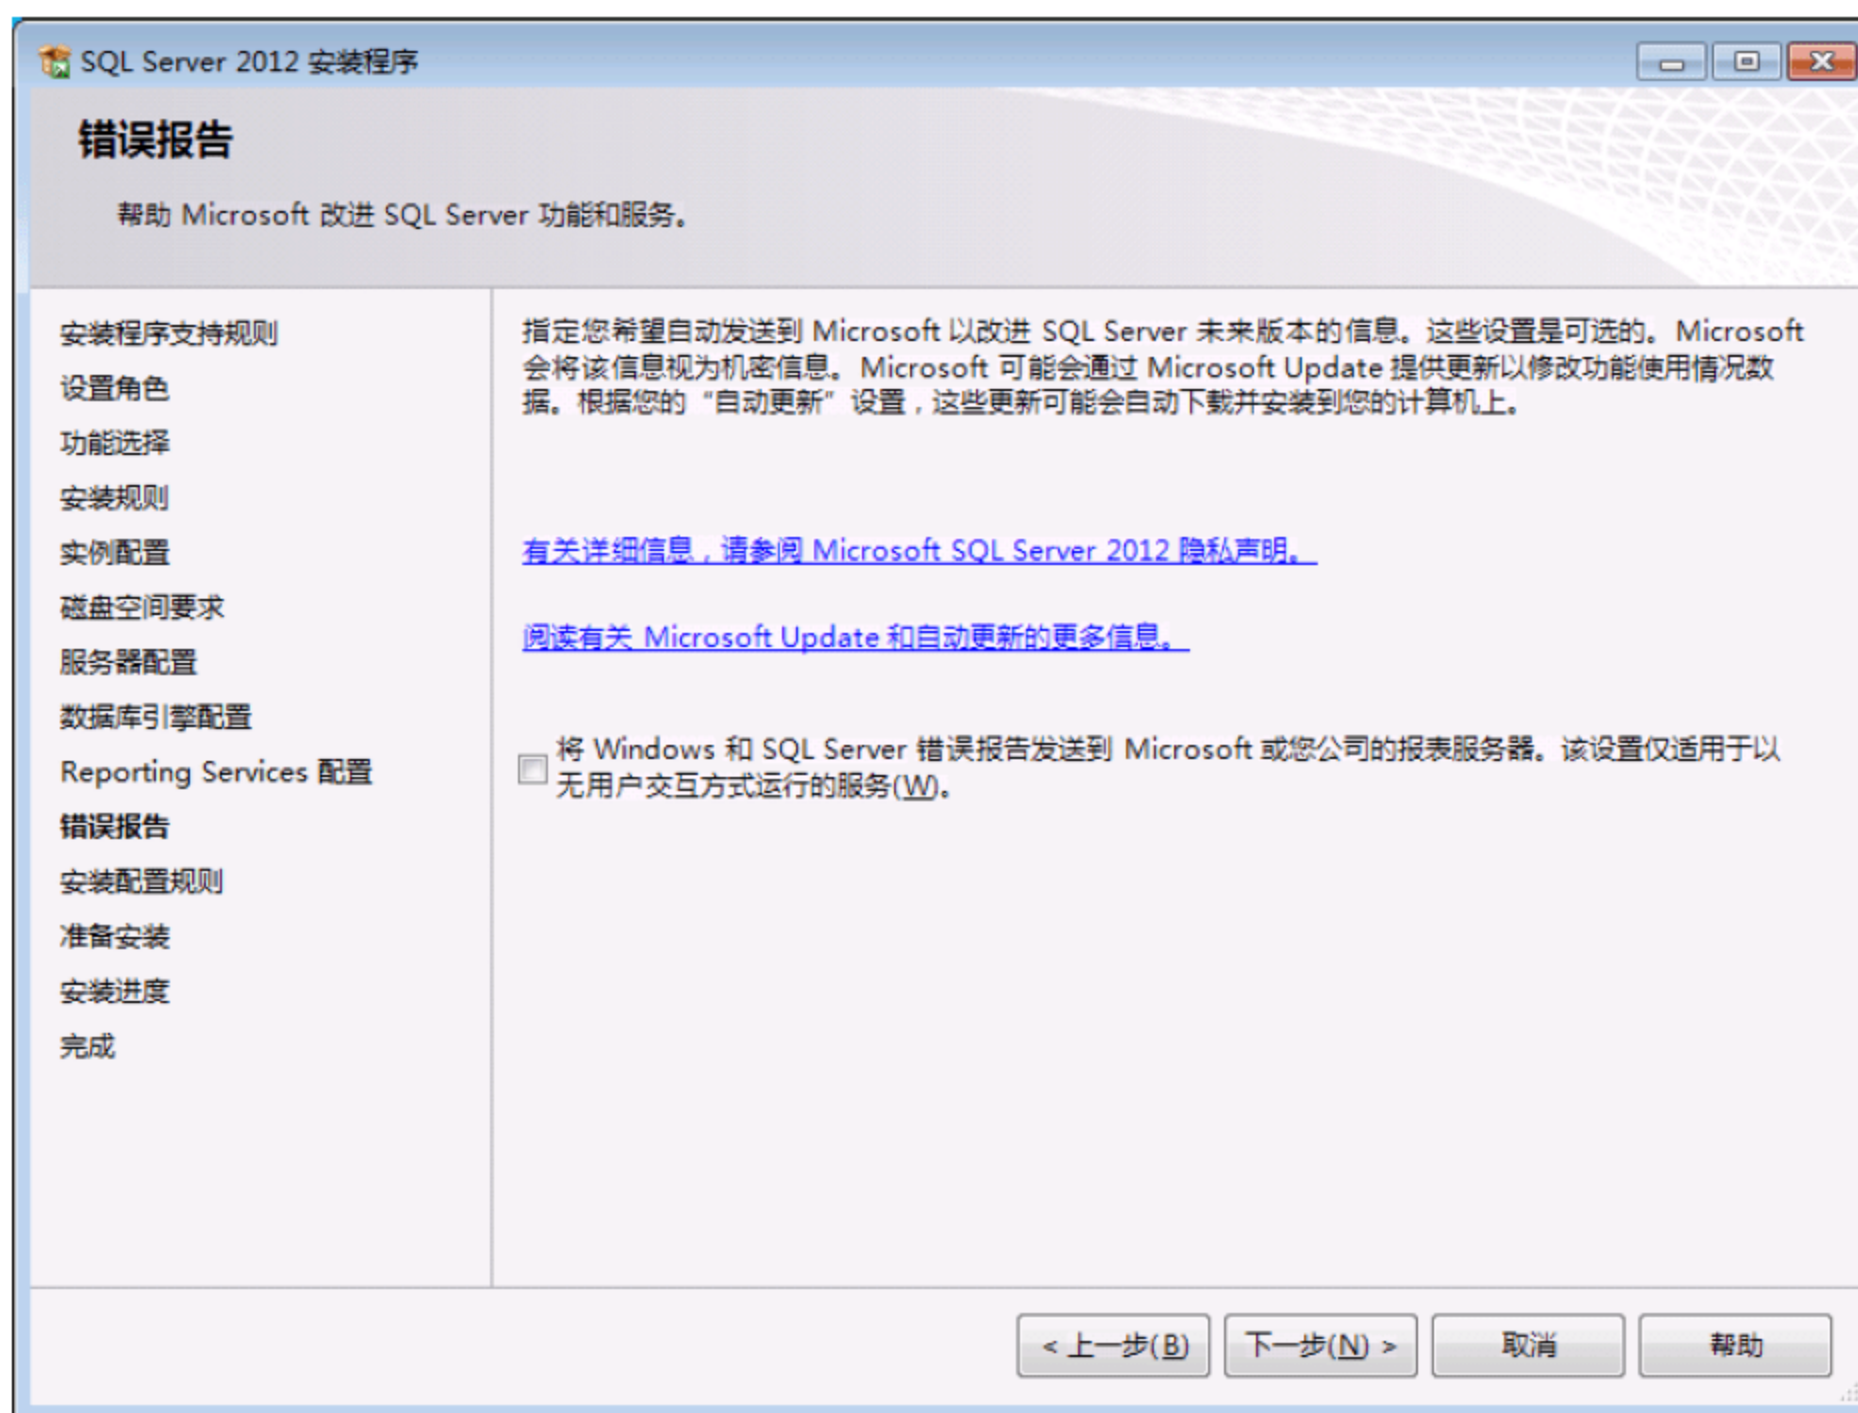 SQL Server 2012 安装程序
错误报告
帮助 Microsoft 改进 SQL Server 功能和服务。
安装程序支持规则
设置角色
功能选择
安装规则
实例配置
磁盘空间要求
服务器配置
数据库引擎配置
Reporting Services 配置
错误报告
安装配置规则
准备安装
安装进度
完成
指定您希望自动发送到 Microsoft 以改进 SQL Server 未来版本的信息。这些设置是可选的。Microsoft
会将该信息视为机密信息。Microsoft 可能会通过 Microsoft Update 提供更新以修改功能使用情况数
据。根据您的“自动更新”设置，这些更新可能会自动下载并安装到您的计算机上。
有关详细信息，请参阅 Microsoft SQL Server 2012 隐私声明。
阅读有关 Microsoft Update 和自动更新的更多信息。
将 Windows 和 SQL Server 错误报告发送到 Microsoft 或您公司的报表服务器。该设置仅适用于以
无用户交互方式运行的服务(W)。
< 上一步(B)
下一步(N) >
取消
帮助